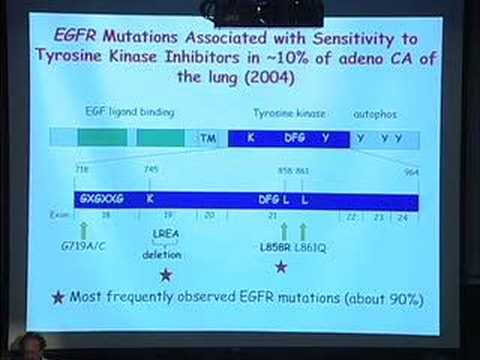 EGFR Mutations Associated with Sensitivity to
Tyrosine Kinase Inhibitors in ~10% of adeno CA of
the lung (2004)
EGF ligand binding Tyrosine kinase autophos
TM K DFG Y Y Y Y
718 745 858 861 964
GXGXXG K DFG L L
Exon 18 19 20 21 22 23 24
G719A/C LREA L858R L861Q
deletion
Most frequently observed EGFR mutations (about 90%)